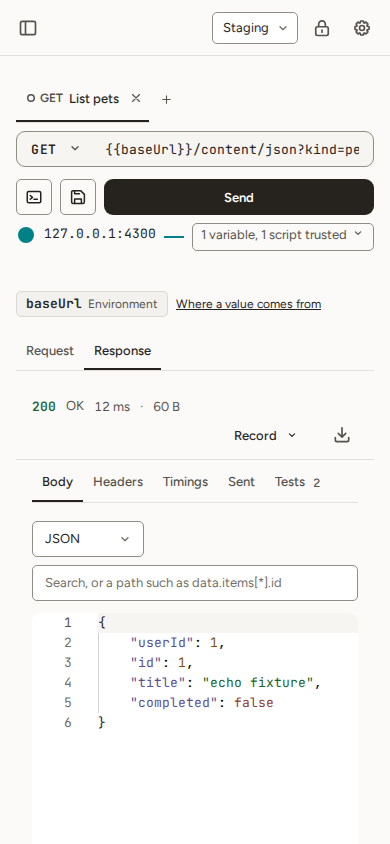 Staging
GET List pets
GET {{baseUrl}}/content/json?kind=pe
Send
127.0.0.1:4300 1 variable, 1 script trusted
baseUrl Environment Where a value comes from
Request Response
200 OK 12 ms · 60 B
Record
Body Headers Timings Sent Tests 2
JSON
Search, or a path such as data.items[*].id
1 {
2 "userId": 1,
3 "id": 1,
4 "title": "echo fixture",
5 "completed": false
6 }